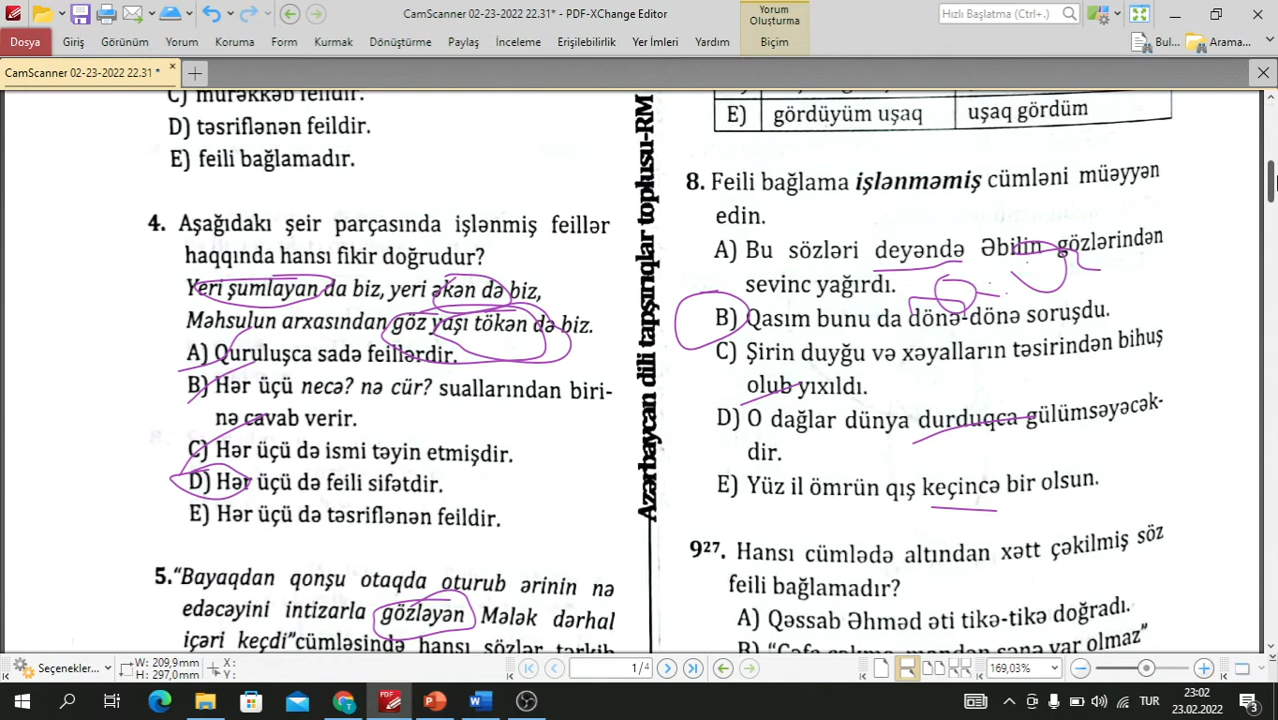 CamScanner 02-23-2022 22.31* - PDF-XChange Editor
Yorum Oluşturma
Biçim
Hızlı Başlatma (Ctrl+.)
Dosya
Giriş
Görünüm
Yorum
Koruma
Form
Kurmak
Dönüştürme
Paylaş
İnceleme
Erişilebilirlik
Yer İmleri
Yardım
Bul...
Arama...
CamScanner 02-23-2022 22.31 *
C) mürəkkəb feildir.
D) təsriflənən feildir.
E) feili bağlamadır.
4. Aşağıdakı şeir parçasında işlənmiş feillər
haqqında hansı fikir doğrudur?
Yeri şumlayan da biz, yeri əkən də biz,
Məhsulun arxasından göz yaşı tökən də biz.
A) Quruluşca sadə feillərdir.
B) Hər üçü necə? nə cür? suallarından biri-
nə cavab verir.
C) Hər üçü də ismi təyin etmişdir.
D) Hər üçü də feili sifətdir.
E) Hər üçü də təsriflənən feildir.
5."Bayaqdan qonşu otaqda oturub ərinin nə
edəcəyini intizarla gözləyən Mələk dərhal
içəri keçdi"cümləsində hansı sözlər tərkib
Azərbaycan dili tapşırıqlar toplusu-RM
E) gördüyüm uşaq uşaq gördüm
8. Feili bağlama işlənməmiş cümləni müəyyən
edin.
A) Bu sözləri deyəndə Əbilin gözlərindən
sevinc yağırdı.
B) Qasım bunu da dönə-dönə soruşdu.
C) Şirin duyğu və xəyalların təsirindən bihuş
olub yıxıldı.
D) O dağlar dünya durduqca gülümsəyəcək-
dir.
E) Yüz il ömrün qış keçincə bir olsun.
9²⁷. Hansı cümlədə altından xətt çəkilmiş söz
feili bağlamadır?
A) Qəssab Əhməd əti tikə-tikə doğradı.
B) "Cəfa çəkmə, məndən sənə yar olmaz"
Seçenekler...
W: 209,9mm
H: 297,0mm
X:
Y:
1/4
169,03%
TUR
23:02
23.02.2022
3